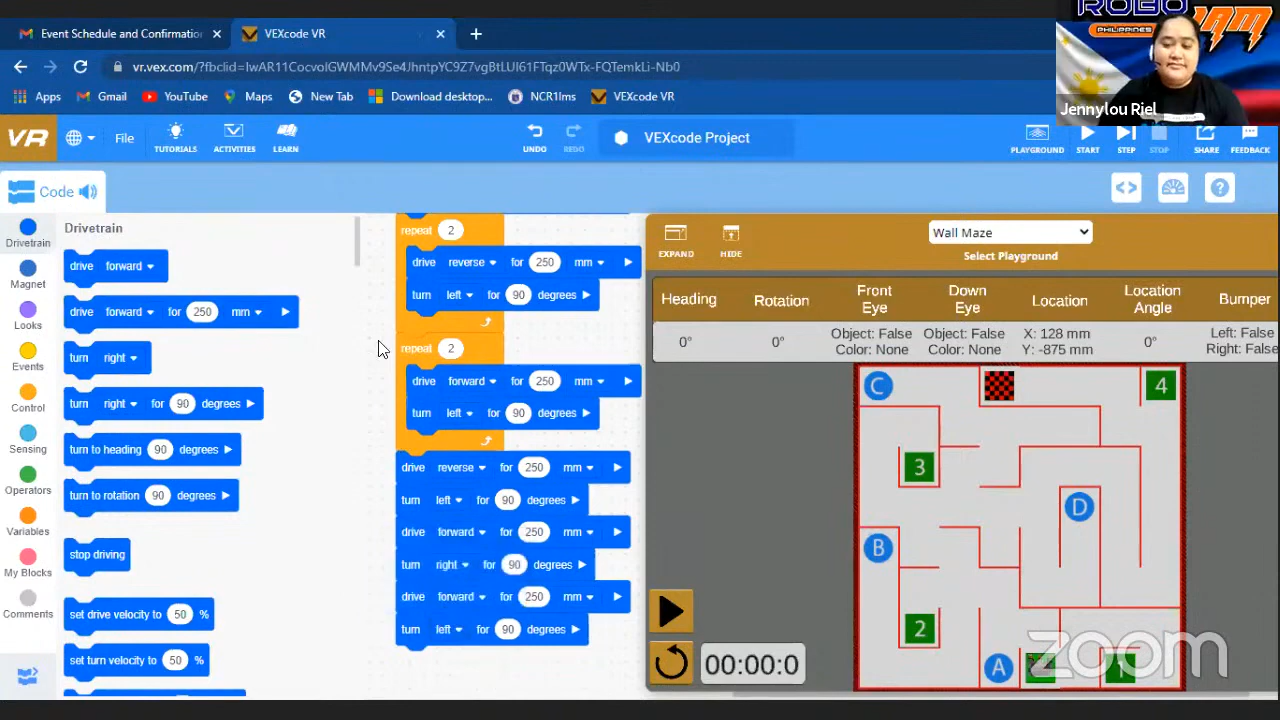 Event Schedule and Confirmation
VEXcode VR
ROBO
PHILIPPINES
Jennylou Riel
vr.vex.com/?fbclid=IwAR11CocvolGWMMv9Se4JhntpYC9Z7vgBtLUI61FTqz0WTx-FQTemkLi-Nb0
Apps
Gmail
YouTube
Maps
New Tab
Download desktop...
NCR1lms
VEXcode VR
VR
File
TUTORIALS
ACTIVITIES
LEARN
UNDO
REDO
VEXcode Project
PLAYGROUND
START
STEP
STOP
SHARE
FEEDBACK
Code
Drivetrain
Magnet
Looks
Events
Control
Sensing
Operators
Variables
My Blocks
Comments
Drivetrain
drive forward
drive forward for 250 mm
turn right
turn right for 90 degrees
turn to heading 90 degrees
turn to rotation 90 degrees
stop driving
set drive velocity to 50 %
set turn velocity to 50 %
repeat 2
drive reverse for 250 mm
turn left for 90 degrees
repeat 2
drive forward for 250 mm
turn left for 90 degrees
drive reverse for 250 mm
turn left for 90 degrees
drive forward for 250 mm
turn right for 90 degrees
drive forward for 250 mm
turn left for 90 degrees
EXPAND
HIDE
Wall Maze
Select Playground
Heading
Rotation
Front Eye
Down Eye
Location
Location Angle
Bumper
0°
0°
Object: False
Color: None
Object: False
Color: None
X: 128 mm
Y: -875 mm
0°
Left: False
Right: False
C
4
3
D
B
2
A
1
00:00:0
zoom